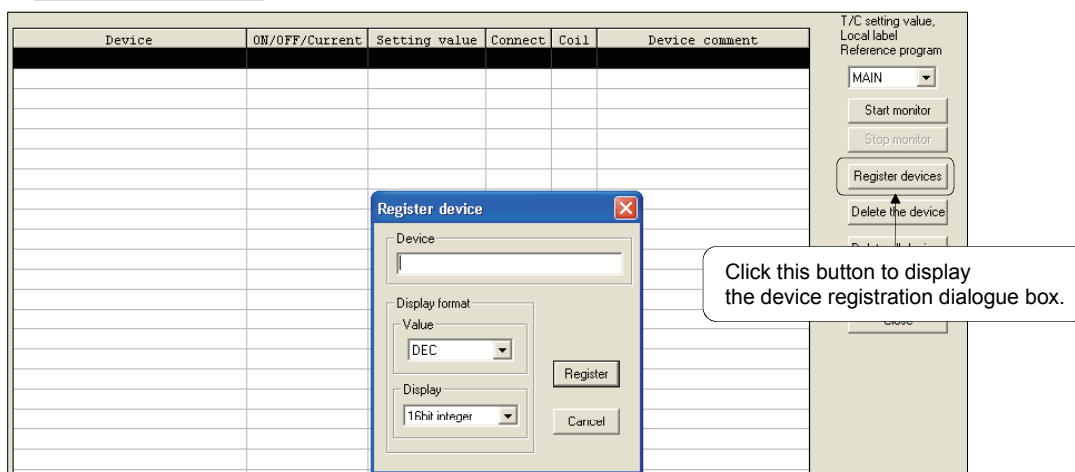 Device ON/OFF/Current Setting value Connect Coil Device comment
T/C setting value,
Local label
Reference program
MAIN
Start monitor
Stop monitor
Register devices
Delete the device
Click this button to display
the device registration dialogue box.
Close
Register device
Device
Display format
Value
DEC
Display
16bit integer
Register
Cancel